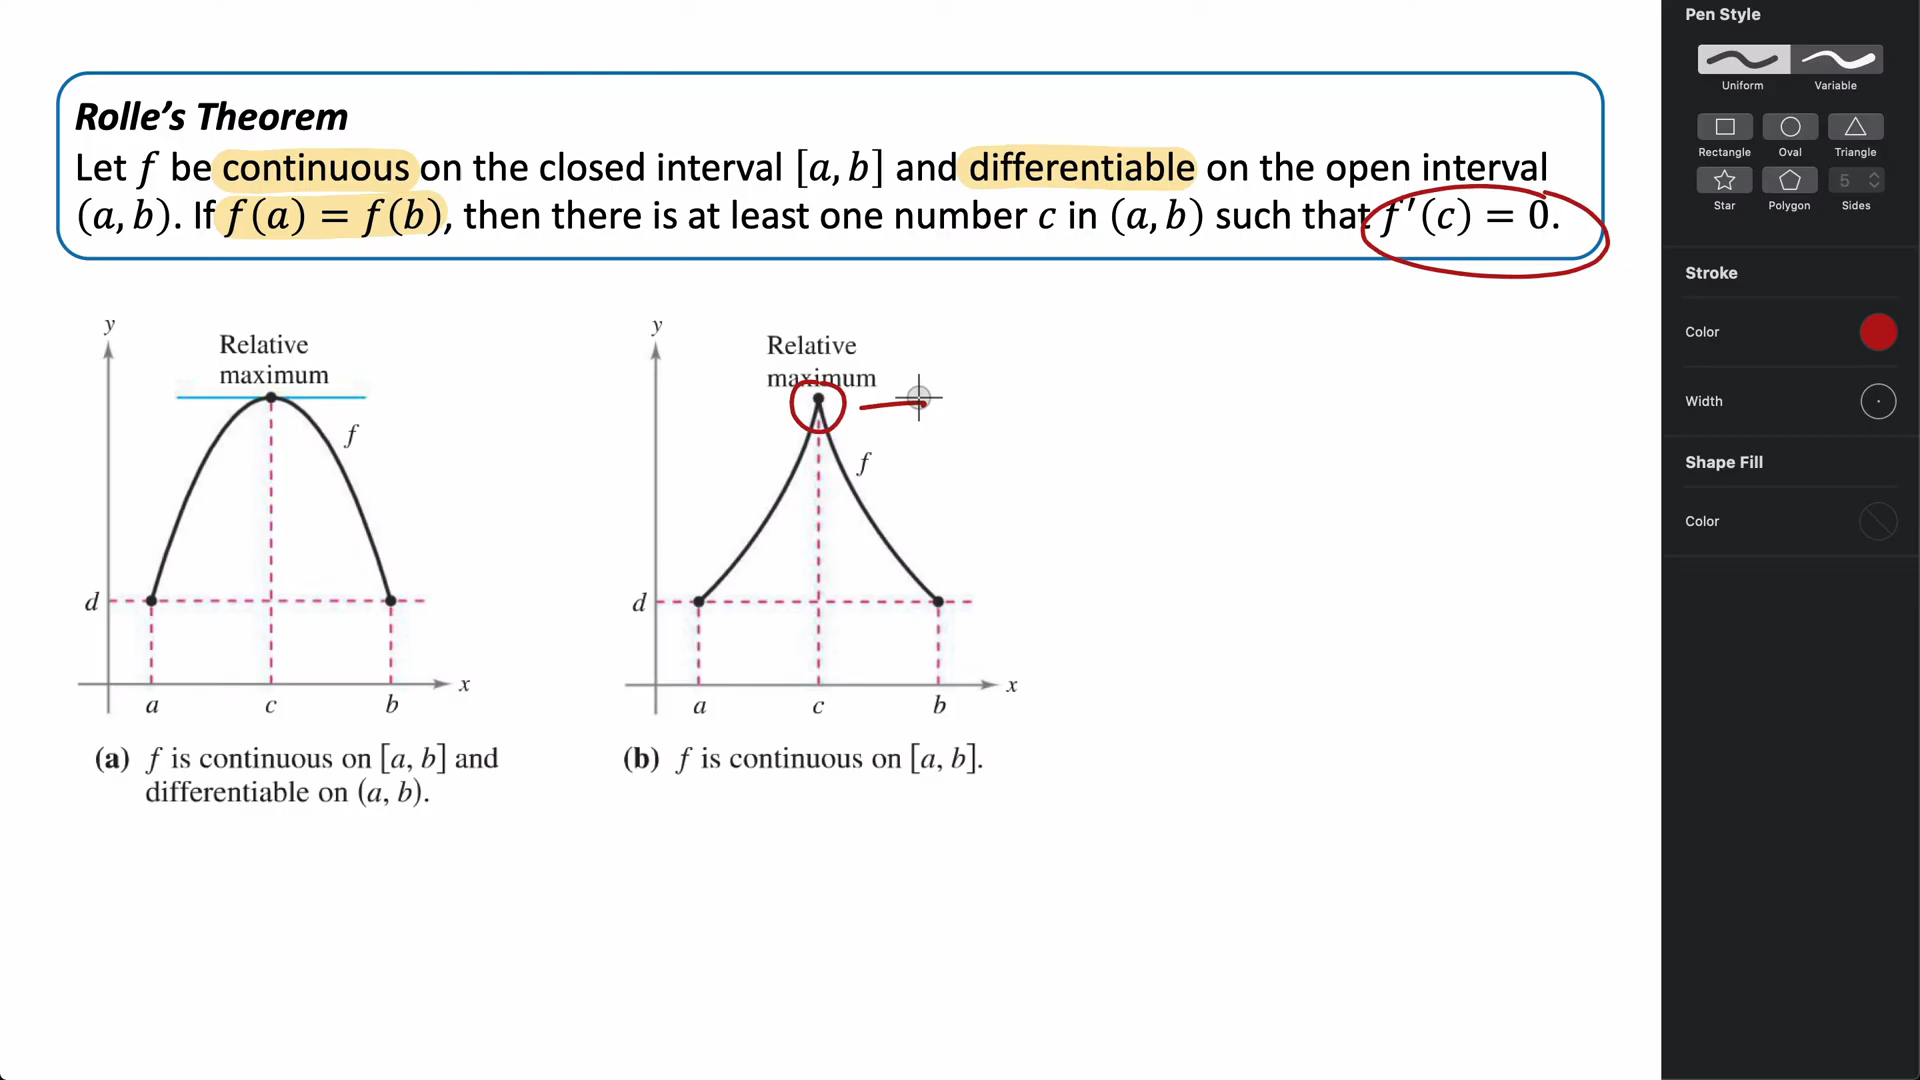 Rolle's Theorem
Let f be continuous on the closed interval [a, b] and differentiable on the open interval
(a, b). If f(a) = f(b), then there is at least one number c in (a, b) such that f′(c) = 0.
y
Relative
maximum
f
d
x
a c b
(a) f is continuous on [a, b] and
differentiable on (a, b).
y
Relative
maximum
f
d
x
a c b
(b) f is continuous on [a, b].
Pen Style
Uniform Variable
Rectangle Oval Triangle
5
Star Polygon Sides
Stroke
Color
Width
Shape Fill
Color